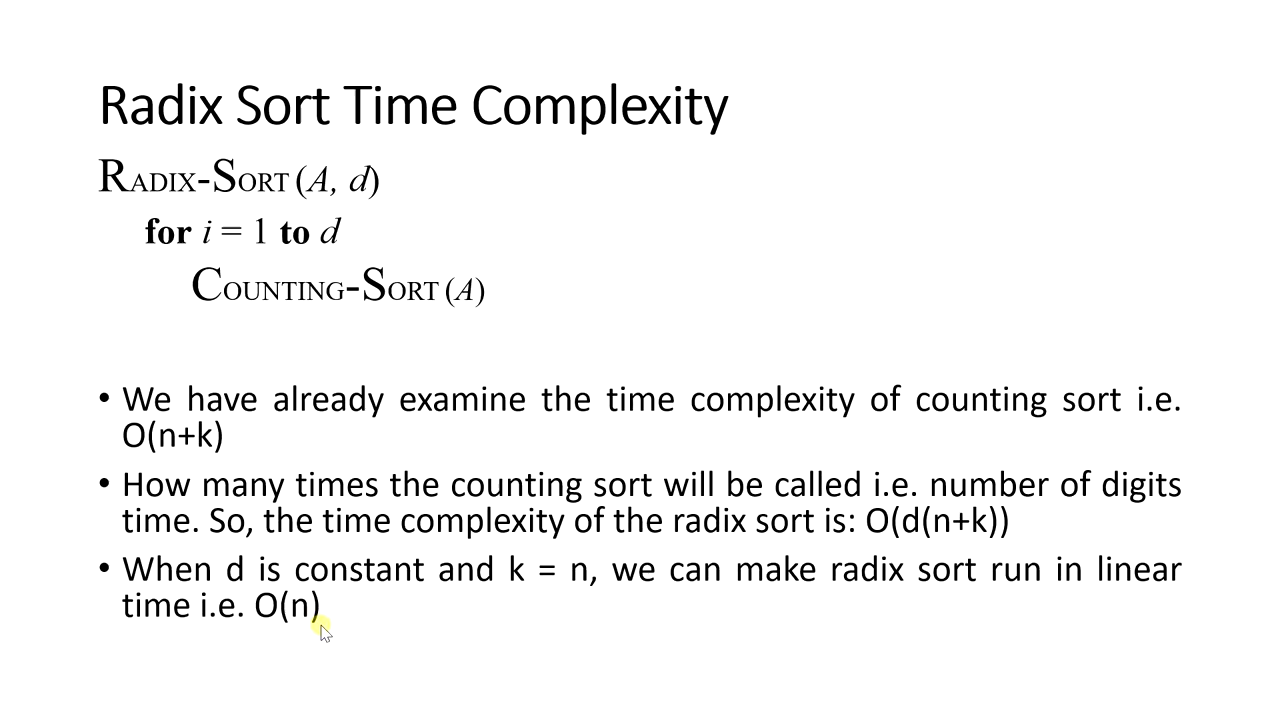 Radix Sort Time Complexity
RADIX-SORT (A, d)
for i = 1 to d
COUNTING-SORT (A)
• We have already examine the time complexity of counting sort i.e.
O(n+k)
• How many times the counting sort will be called i.e. number of digits
time. So, the time complexity of the radix sort is: O(d(n+k))
• When d is constant and k = n, we can make radix sort run in linear
time i.e. O(n)